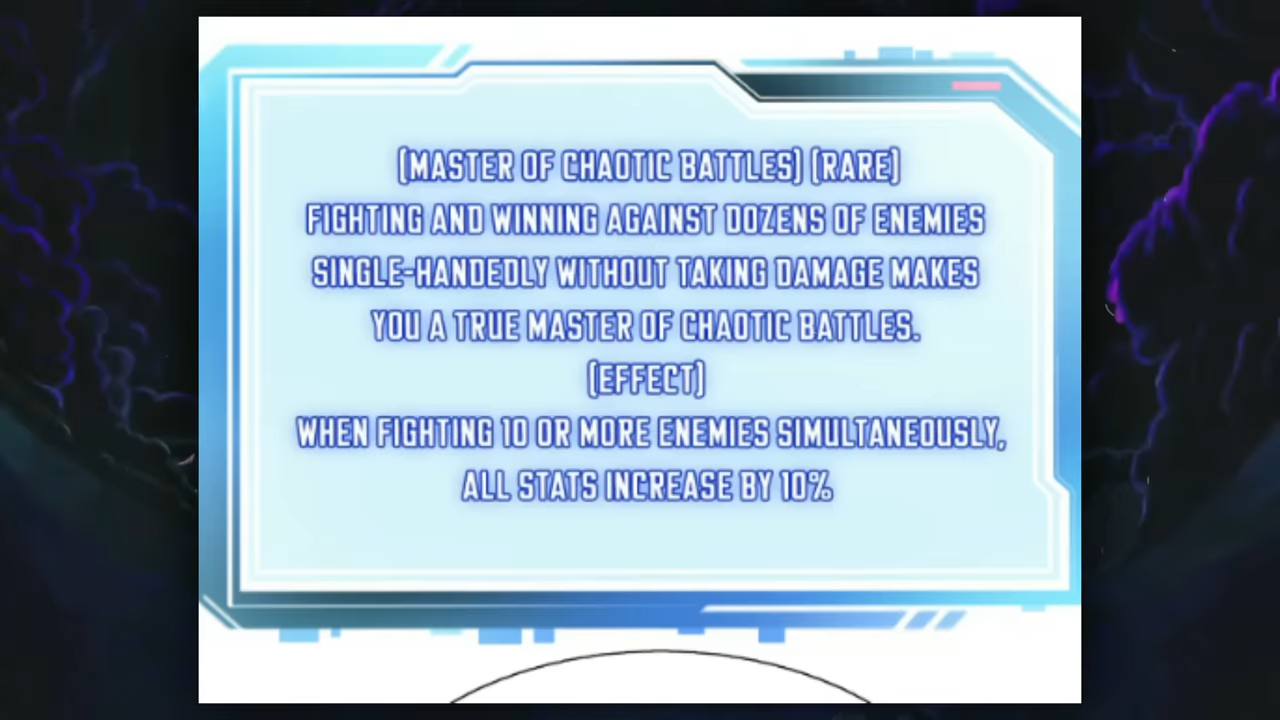 [MASTER OF CHAOTIC BATTLES] [RARE]
FIGHTING AND WINNING AGAINST DOZENS OF ENEMIES
SINGLE-HANDEDLY WITHOUT TAKING DAMAGE MAKES
YOU A TRUE MASTER OF CHAOTIC BATTLES.
[EFFECT]
WHEN FIGHTING 10 OR MORE ENEMIES SIMULTANEOUSLY,
ALL STATS INCREASE BY 10%